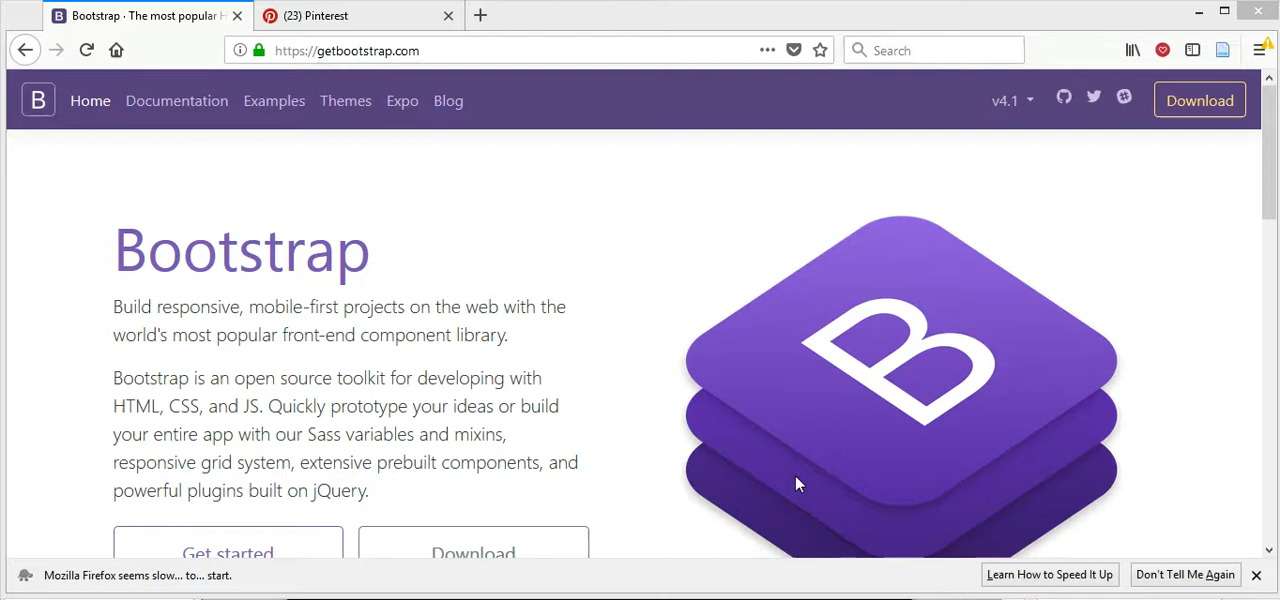 Bootstrap · The most popular H
(23) Pinterest
https://getbootstrap.com
Search
B Home Documentation Examples Themes Expo Blog v4.1 Download
Bootstrap
Build responsive, mobile-first projects on the web with the
world's most popular front-end component library.
Bootstrap is an open source toolkit for developing with
HTML, CSS, and JS. Quickly prototype your ideas or build
your entire app with our Sass variables and mixins,
responsive grid system, extensive prebuilt components, and
powerful plugins built on jQuery.
Get started Download
B
Mozilla Firefox seems slow... to... start. Learn How to Speed It Up Don't Tell Me Again